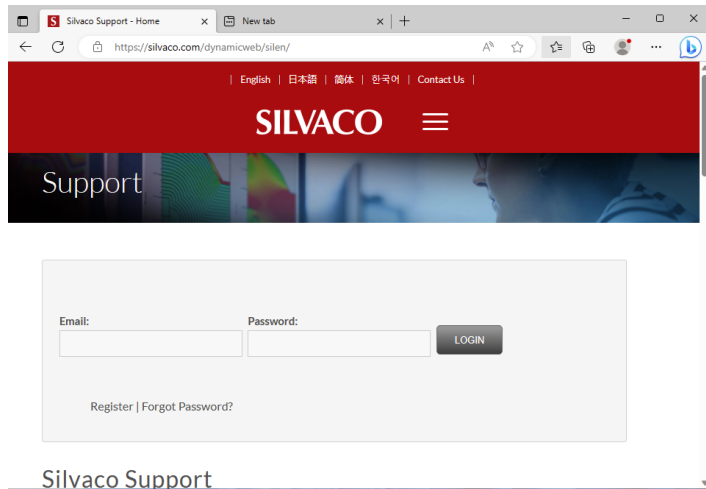 Silvaco Support - Home
New tab
https://silvaco.com/dynamicweb/silen/
| English | 日本語 | 简体 | 한국어 | Contact Us |
SILVACO
Support
Email:
Password:
LOGIN
Register | Forgot Password?
Silvaco Support